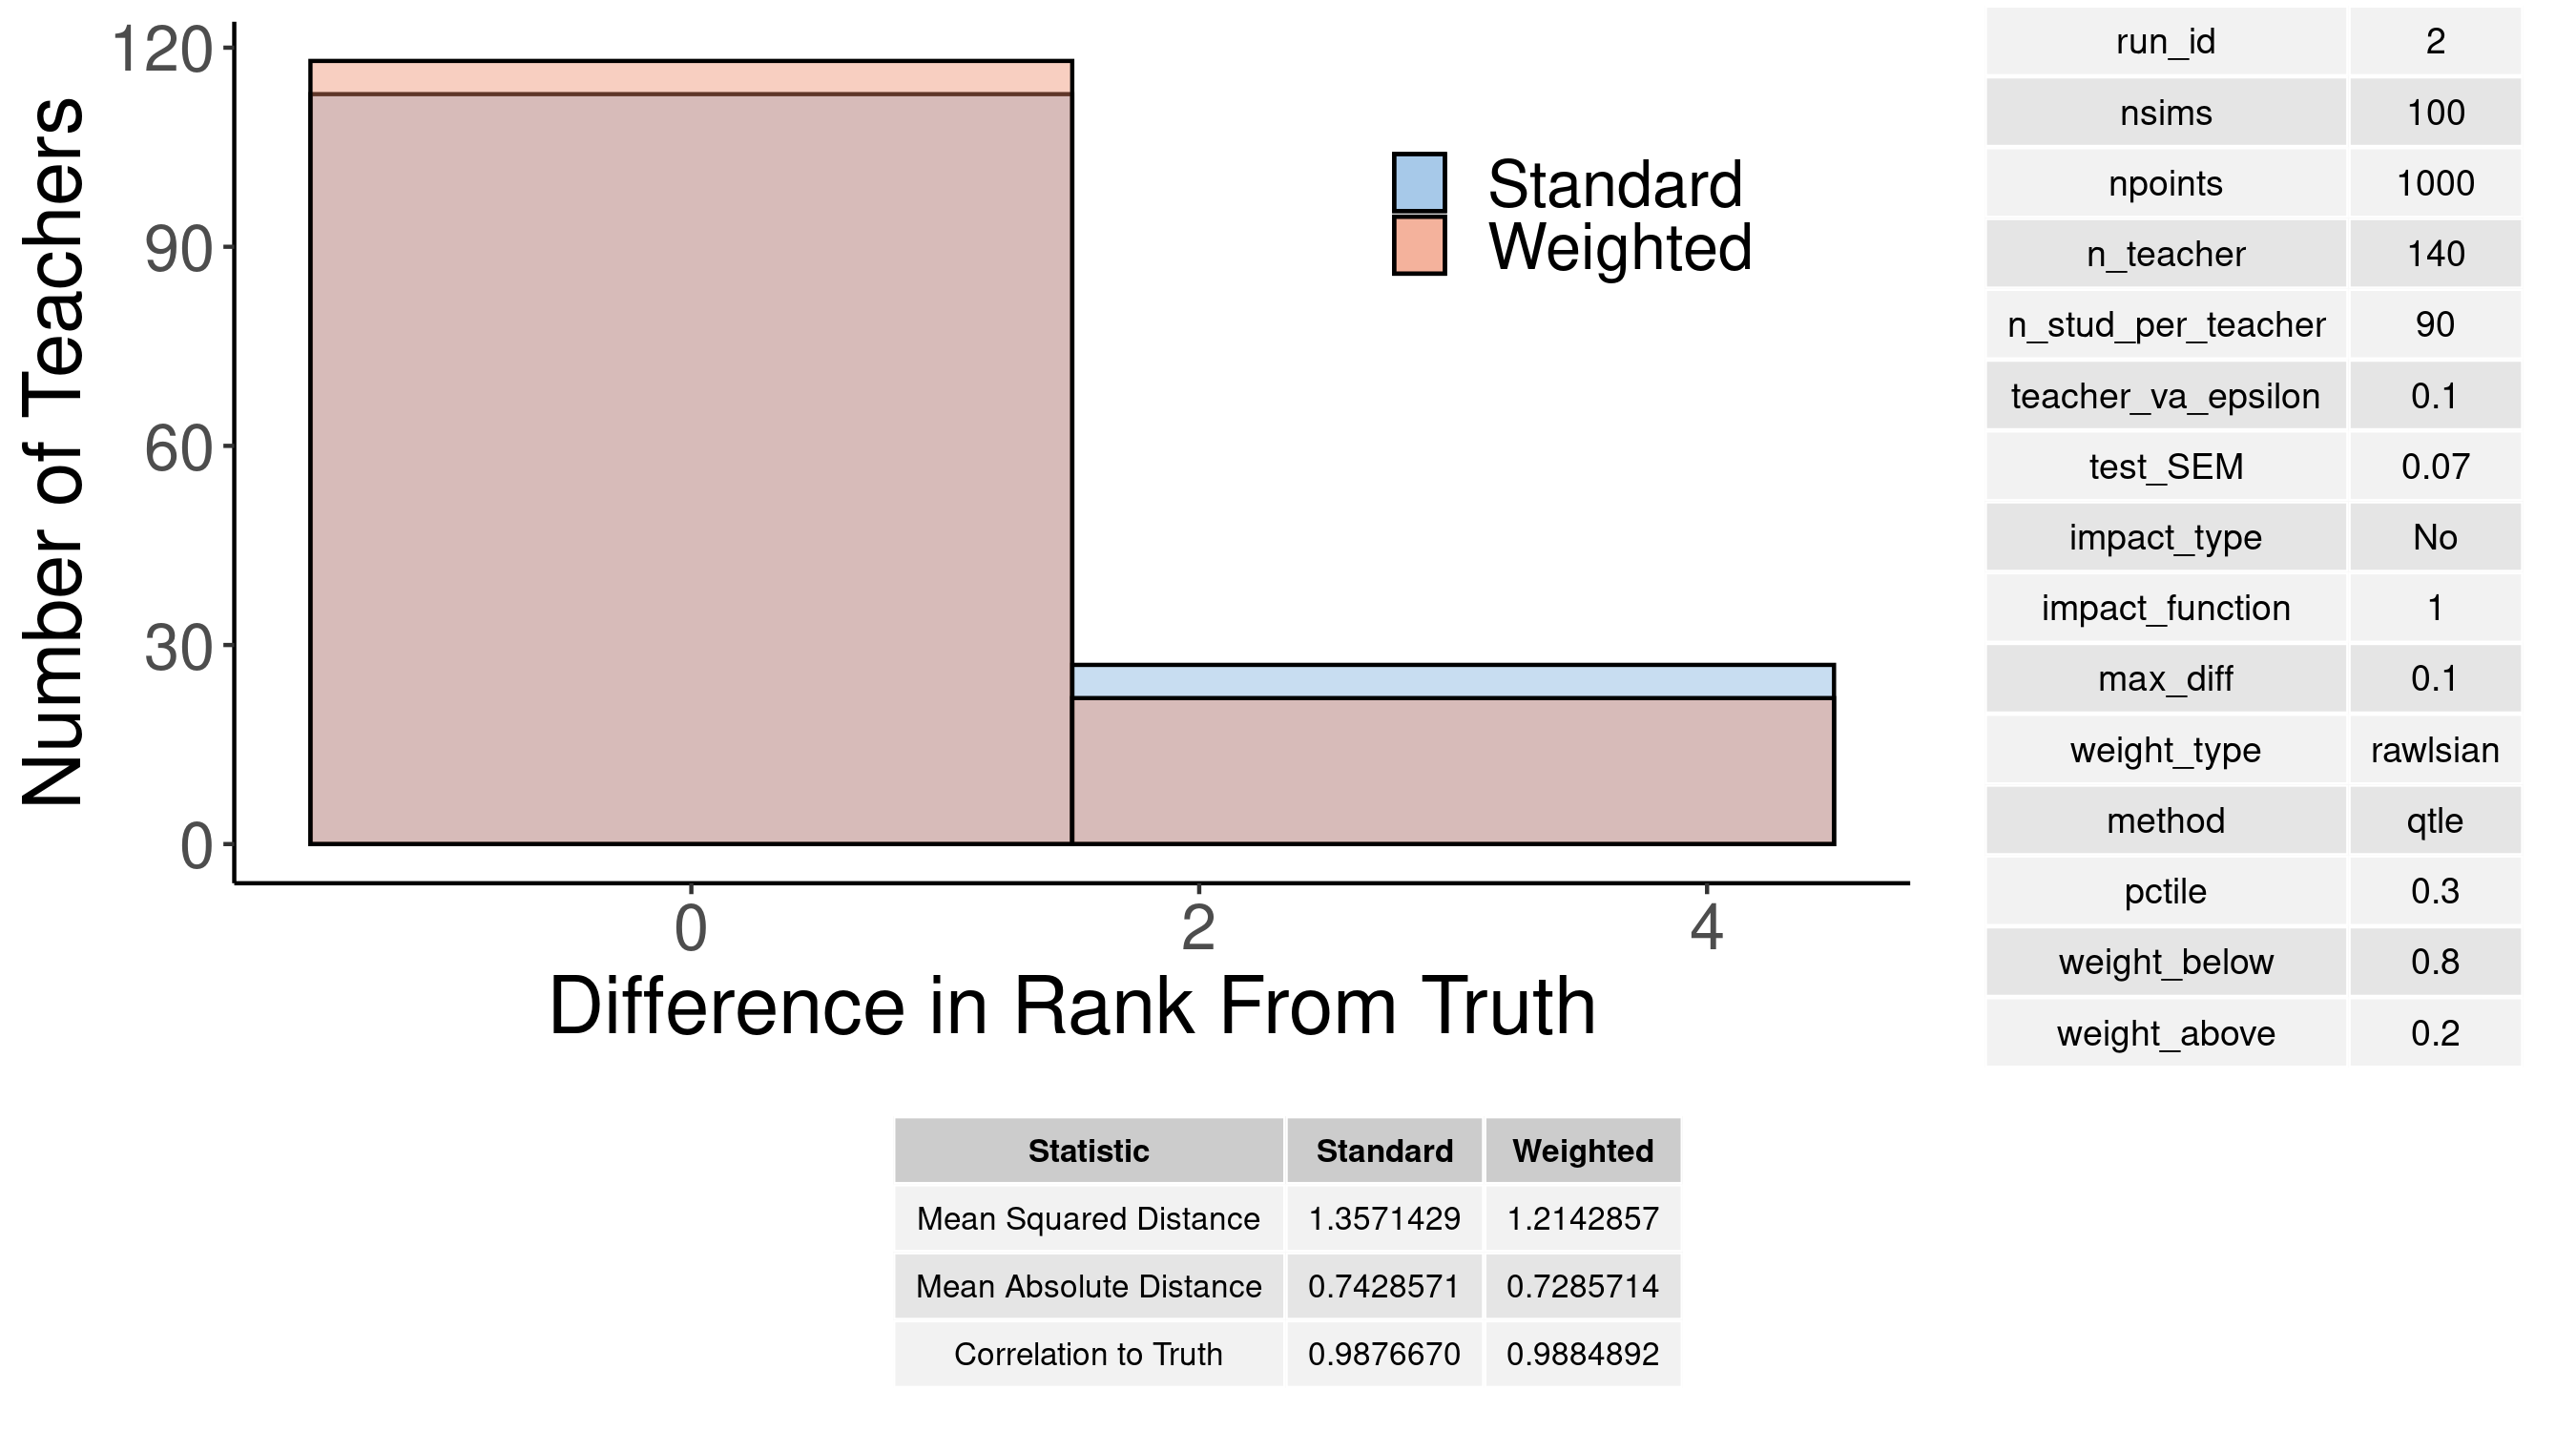 120
90
60
30
0
Number of Teachers
Standard
Weighted
0 2 4
Difference in Rank From Truth
run_id 2
nsims 100
npoints 1000
n_teacher 140
n_stud_per_teacher 90
teacher_va_epsilon 0.1
test_SEM 0.07
impact_type No
impact_function 1
max_diff 0.1
weight_type rawlsian
method qtle
pctile 0.3
weight_below 0.8
weight_above 0.2
Statistic Standard Weighted
Mean Squared Distance 1.3571429 1.2142857
Mean Absolute Distance 0.7428571 0.7285714
Correlation to Truth 0.9876670 0.9884892